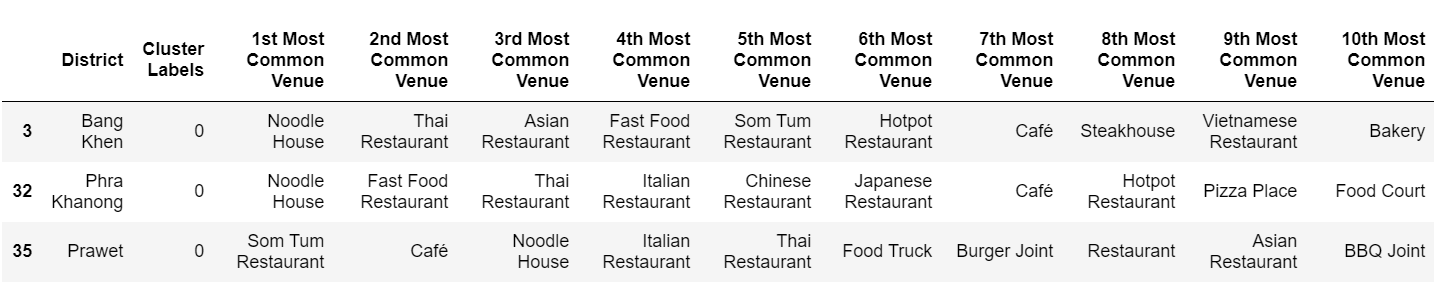 District Cluster Labels 1st Most Common Venue 2nd Most Common Venue 3rd Most Common Venue 4th Most Common Venue 5th Most Common Venue 6th Most Common Venue 7th Most Common Venue 8th Most Common Venue 9th Most Common Venue 10th Most Common Venue
3 Bang Khen 0 Noodle House Thai Restaurant Asian Restaurant Fast Food Restaurant Som Tum Restaurant Hotpot Restaurant Café Steakhouse Vietnamese Restaurant Bakery
32 Phra Khanong 0 Noodle House Fast Food Restaurant Thai Restaurant Italian Restaurant Chinese Restaurant Japanese Restaurant Café Hotpot Restaurant Pizza Place Food Court
35 Prawet 0 Som Tum Restaurant Café Noodle House Italian Restaurant Thai Restaurant Food Truck Burger Joint Restaurant Asian Restaurant BBQ Joint